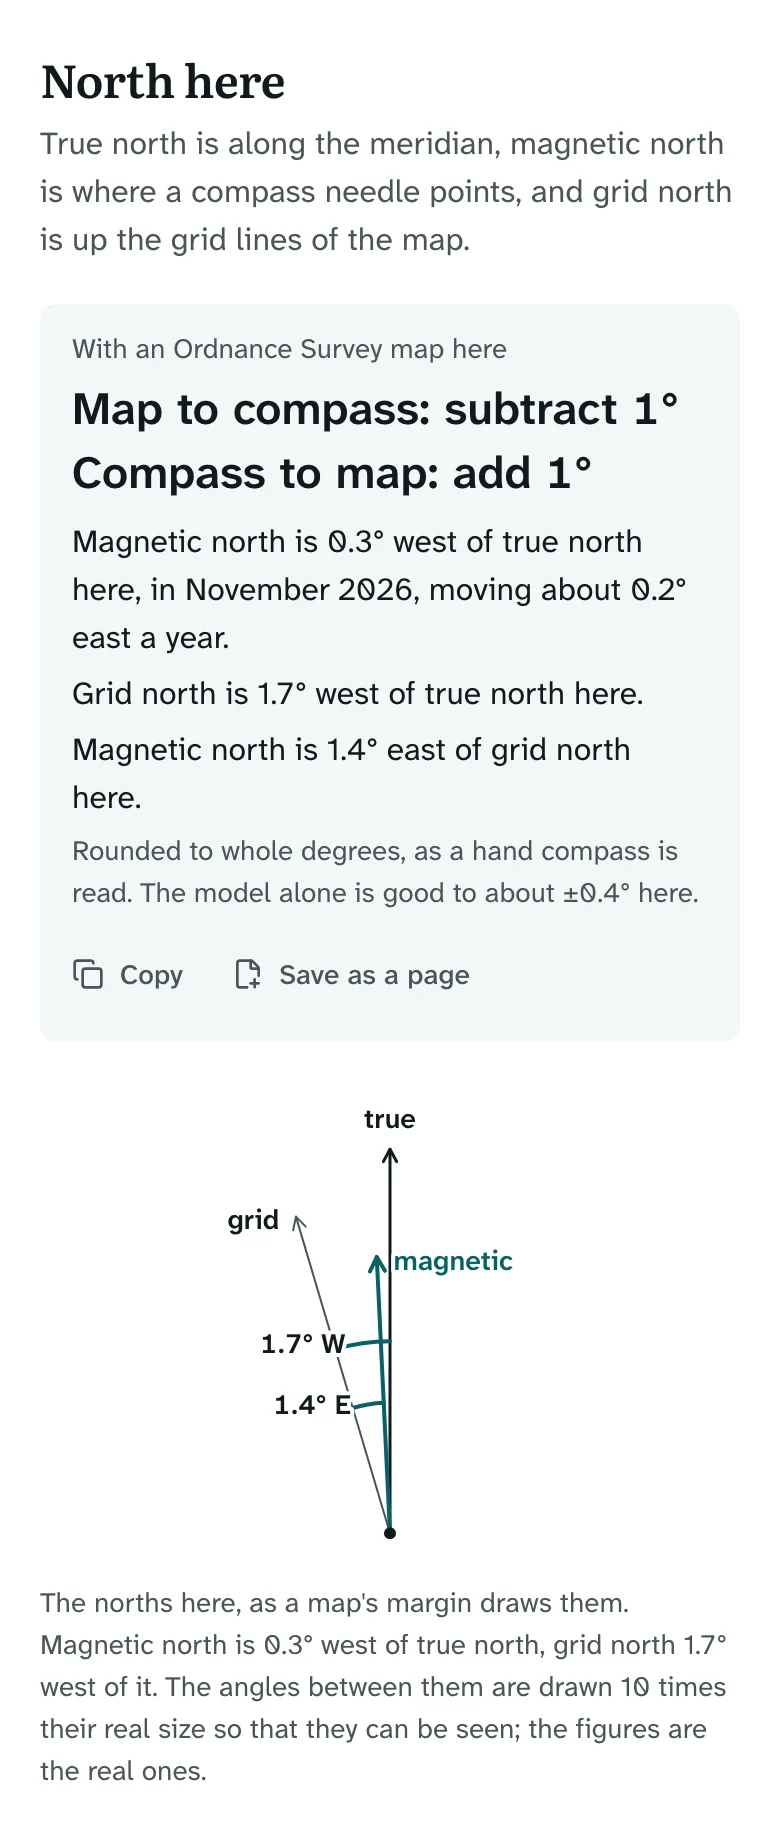 North here
True north is along the meridian, magnetic north
is where a compass needle points, and grid north
is up the grid lines of the map.
With an Ordnance Survey map here
Map to compass: subtract 1°
Compass to map: add 1°
Magnetic north is 0.3° west of true north
here, in November 2026, moving about 0.2°
east a year.
Grid north is 1.7° west of true north here.
Magnetic north is 1.4° east of grid north
here.
Rounded to whole degrees, as a hand compass is
read. The model alone is good to about ±0.4° here.
Copy
Save as a page
true
grid
magnetic
1.7° W
1.4° E
The norths here, as a map's margin draws them.
Magnetic north is 0.3° west of true north, grid north 1.7°
west of it. The angles between them are drawn 10 times
their real size so that they can be seen; the figures are
the real ones.